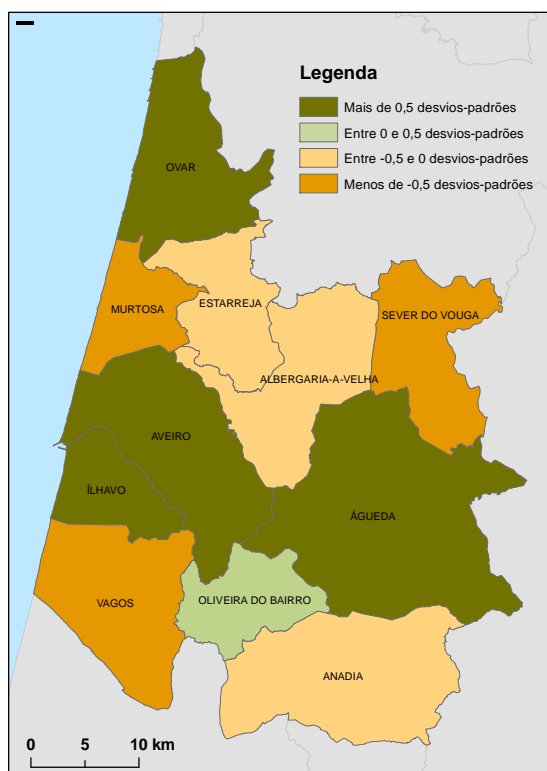 Legenda
Mais de 0,5 desvios-padrões
Entre 0 e 0,5 desvios-padrões
Entre -0,5 e 0 desvios-padrões
Menos de -0,5 desvios-padrões
OVAR
MURTOSA
ESTARREJA
SEVER DO VOUGA
ALBERGARIA-A-VELHA
AVEIRO
ÍLHAVO
ÁGUEDA
VAGOS
OLIVEIRA DO BAIRRO
ANADIA
0 5 10 km